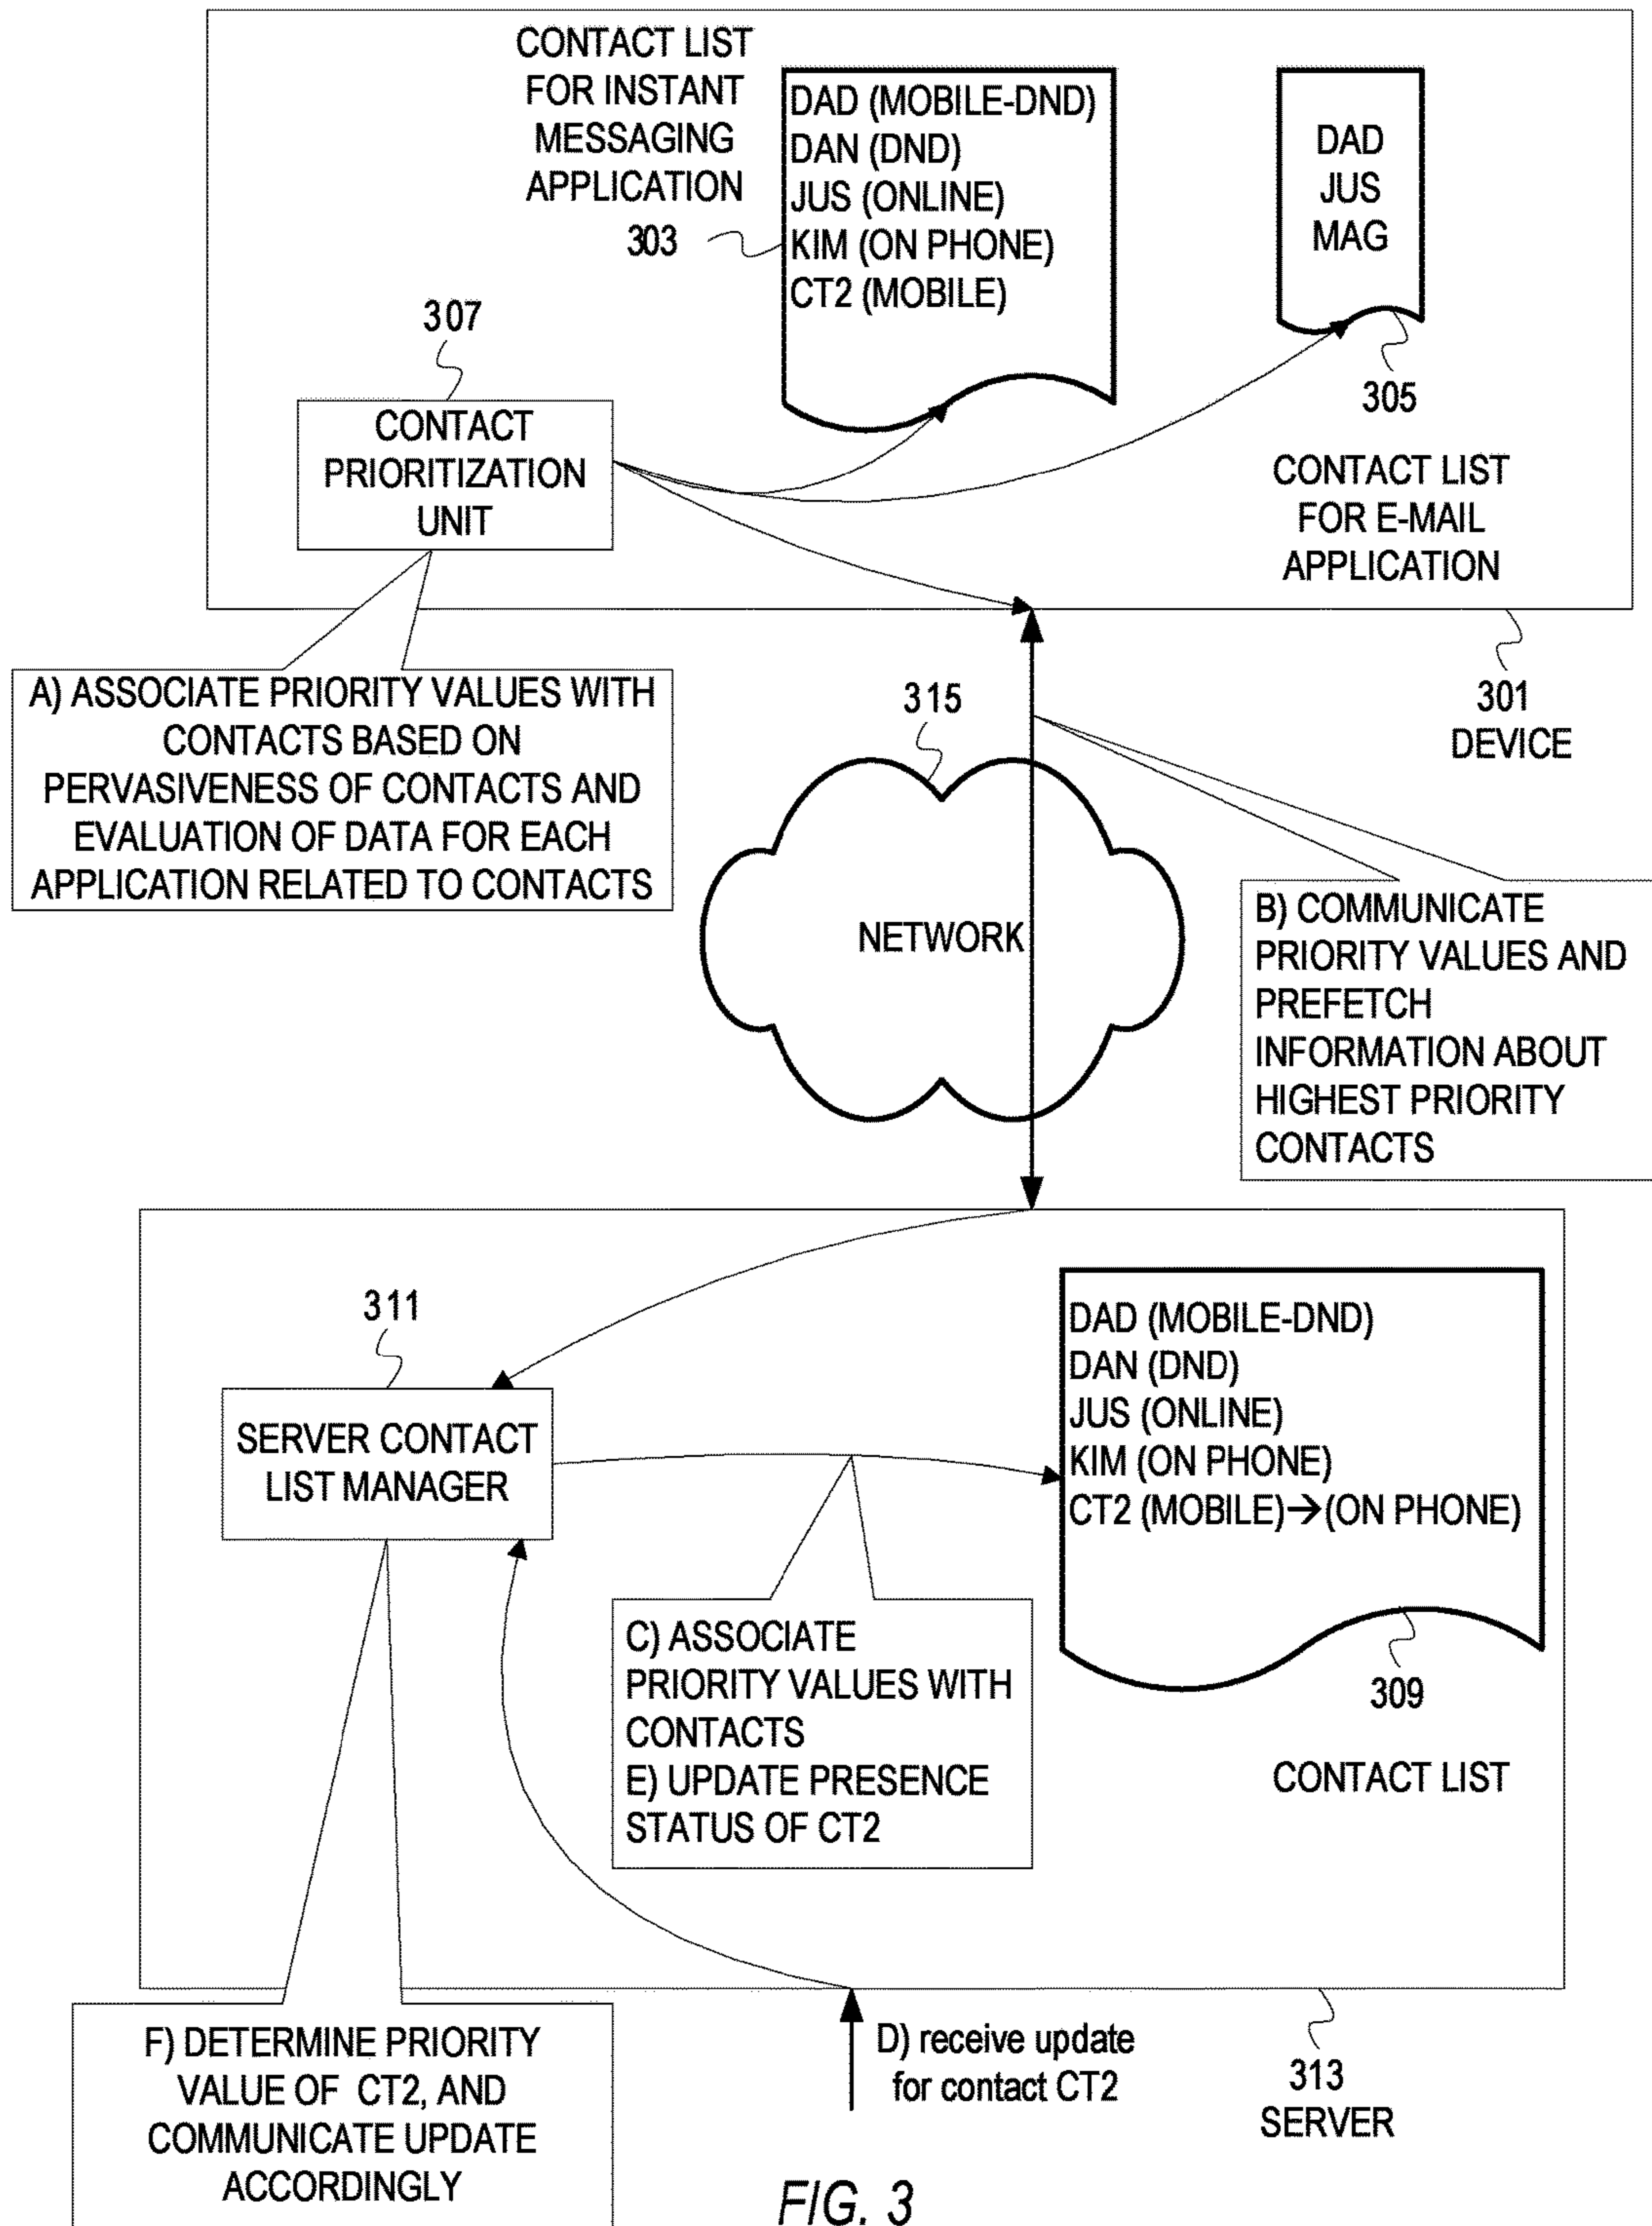 CONTACT LIST
FOR INSTANT
MESSAGING
APPLICATION
303
DAD (MOBILE-DND)
DAN (DND)
JUS (ONLINE)
KIM (ON PHONE)
CT2 (MOBILE)
DAD
JUS
MAG
305
CONTACT LIST
FOR E-MAIL
APPLICATION
307
CONTACT
PRIORITIZATION
UNIT
301
DEVICE
A) ASSOCIATE PRIORITY VALUES WITH
CONTACTS BASED ON
PERVASIVENESS OF CONTACTS AND
EVALUATION OF DATA FOR EACH
APPLICATION RELATED TO CONTACTS
315
NETWORK
B) COMMUNICATE
PRIORITY VALUES AND
PREFETCH
INFORMATION ABOUT
HIGHEST PRIORITY
CONTACTS
311
SERVER CONTACT
LIST MANAGER
DAD (MOBILE-DND)
DAN (DND)
JUS (ONLINE)
KIM (ON PHONE)
CT2 (MOBILE)→(ON PHONE)
309
CONTACT LIST
C) ASSOCIATE
PRIORITY VALUES WITH
CONTACTS
E) UPDATE PRESENCE
STATUS OF CT2
F) DETERMINE PRIORITY
VALUE OF CT2, AND
COMMUNICATE UPDATE
ACCORDINGLY
D) receive update
for contact CT2
313
SERVER
FIG. 3